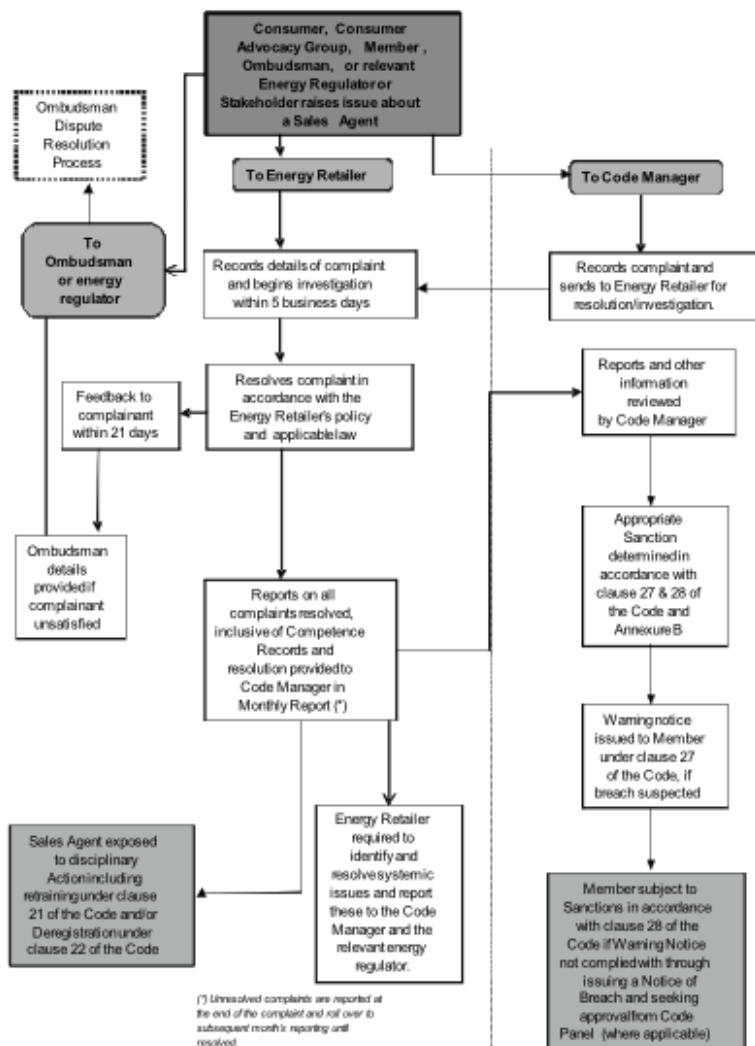 Consumer, Consumer
Advocacy Group, Member ,
Ombudsman, or relevant
Energy Regulator or
Stakeholder raises issue about
a Sales Agent
Ombudsman
Dispute
Resolution
Process
To Energy Retailer
To Code Manager
To
Ombudsman
or energy
regulator
Records details of complaint
and begins investigation
within 5 business days
Records complaint and
sends to Energy Retailer for
resolution/investigation.
Feedback to
complainant
within 21 days
Resolves complaint in
accordance with the
Energy Retailer's policy
and applicable law
Reports and other
information
reviewed
by Code Manager
Ombudsman
details
provided if
complainant
unsatisfied
Appropriate
Sanction
determined in
accordance with
clause 27 & 28 of
the Code and
Annexure B
Reports on all
complaints resolved,
inclusive of Competence
Records and
resolution provided to
Code Manager in
Monthly Report (*)
Warning notice
issued to Member
under clause 27
of the Code, if
breach suspected
Sales Agent exposed
to disciplinary
Action including
retraining under clause
21 of the Code and/or
Deregistration under
clause 22 of the Code
Energy Retailer
required to
identify and
resolve systemic
issues and report
these to the Code
Manager and the
relevant energy
regulator.
Member subject to
Sanctions in accordance
with clause 28 of the
Code if Warning Notice
not complied with through
issuing a Notice of
Breach and seeking
approval from Code
Panel (where applicable)
(*) Unresolved complaints are reported at
the end of the complaint and roll over to
subsequent month's reporting until
resolved.